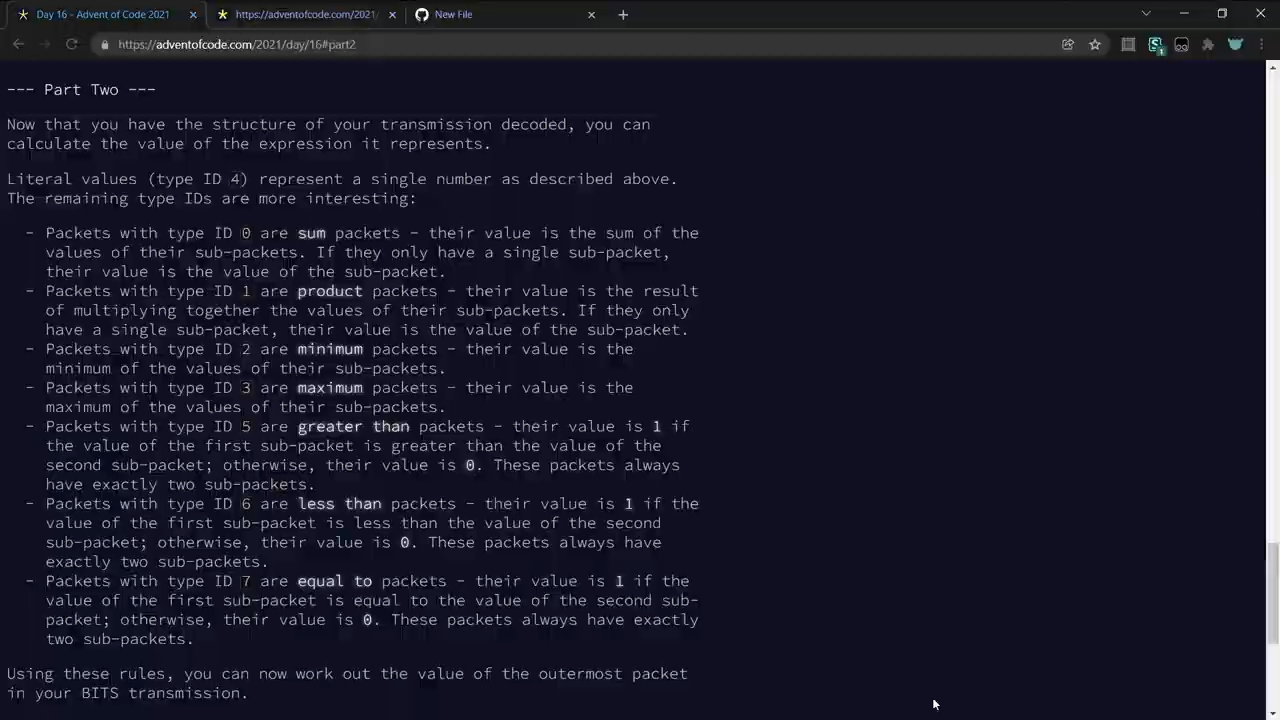 Day 16 - Advent of Code 2021
https://adventofcode.com/2021
New File
https://adventofcode.com/2021/day/16#part2
--- Part Two ---
Now that you have the structure of your transmission decoded, you can
calculate the value of the expression it represents.
Literal values (type ID 4) represent a single number as described above.
The remaining type IDs are more interesting:
- Packets with type ID 0 are sum packets - their value is the sum of the
values of their sub-packets. If they only have a single sub-packet,
their value is the value of the sub-packet.
- Packets with type ID 1 are product packets - their value is the result
of multiplying together the values of their sub-packets. If they only
have a single sub-packet, their value is the value of the sub-packet.
- Packets with type ID 2 are minimum packets - their value is the
minimum of the values of their sub-packets.
- Packets with type ID 3 are maximum packets - their value is the
maximum of the values of their sub-packets.
- Packets with type ID 5 are greater than packets - their value is 1 if
the value of the first sub-packet is greater than the value of the
second sub-packet; otherwise, their value is 0. These packets always
have exactly two sub-packets.
- Packets with type ID 6 are less than packets - their value is 1 if the
value of the first sub-packet is less than the value of the second
sub-packet; otherwise, their value is 0. These packets always have
exactly two sub-packets.
- Packets with type ID 7 are equal to packets - their value is 1 if the
value of the first sub-packet is equal to the value of the second sub-
packet; otherwise, their value is 0. These packets always have exactly
two sub-packets.
Using these rules, you can now work out the value of the outermost packet
in your BITS transmission.